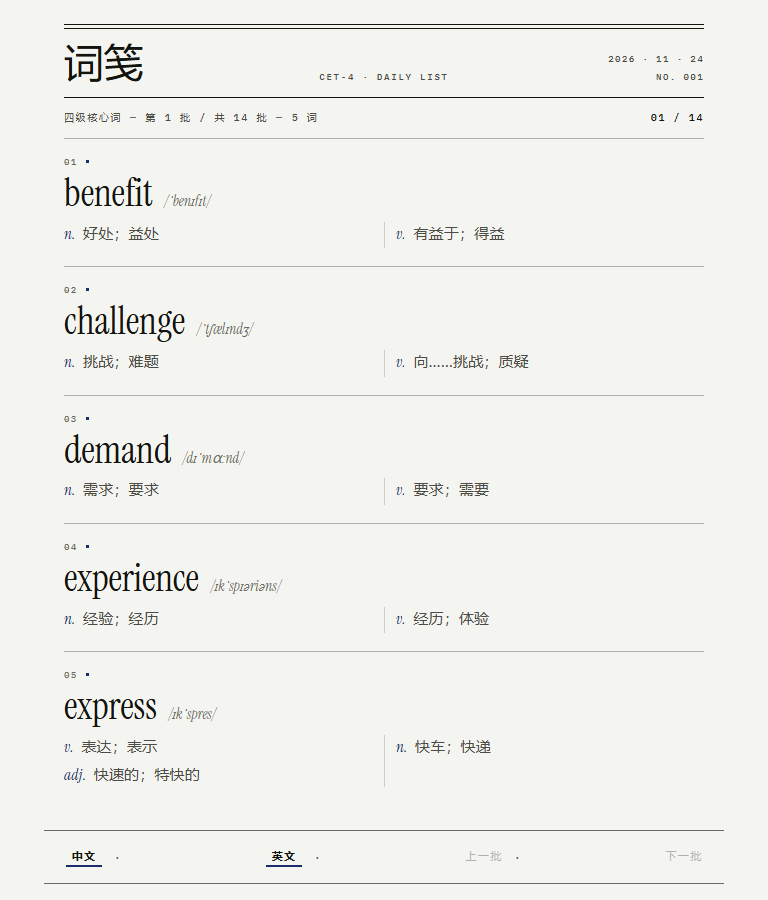 词笺
CET-4 · DAILY LIST
2026 · 11 · 24
NO. 001
四级核心词 — 第 1 批 / 共 14 批 — 5 词
01 / 14
01
benefit /ˈbenɪfɪt/
n. 好处；益处
v. 有益于；得益
02
challenge /ˈtʃælɪndʒ/
n. 挑战；难题
v. 向……挑战；质疑
03
demand /dɪˈmɑːnd/
n. 需求；要求
v. 要求；需要
04
experience /ɪkˈspɪəriəns/
n. 经验；经历
v. 经历；体验
05
express /ɪkˈspres/
v. 表达；表示
n. 快车；快递
adj. 快速的；特快的
中文 · 英文 · 上一批 · 下一批